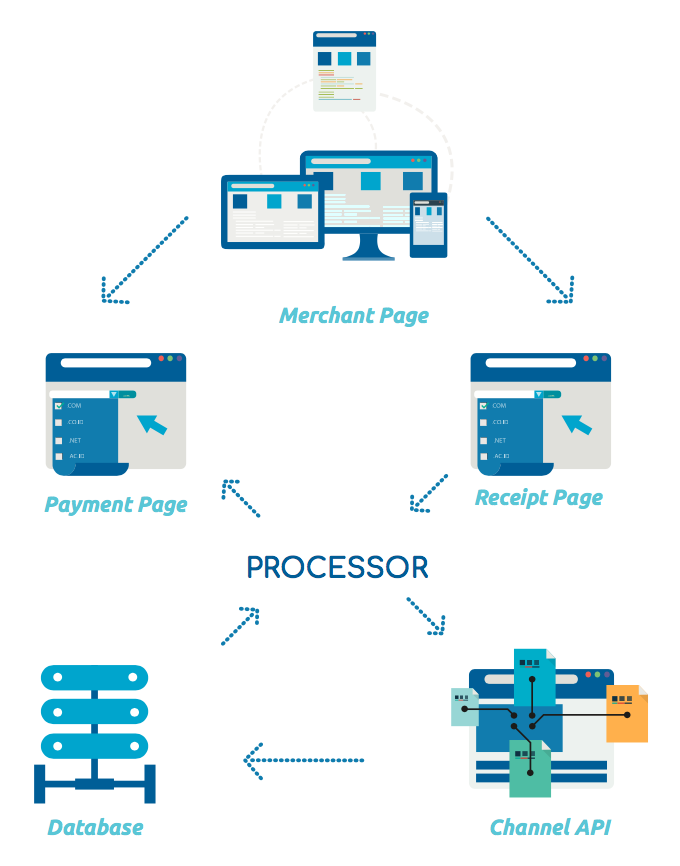 Merchant Page
.COM
.CO.ID
.NET
AC.ID
Payment Page
.COM
.CO.ID
.NET
AC.ID
Receipt Page
PROCESSOR
Database
Channel API